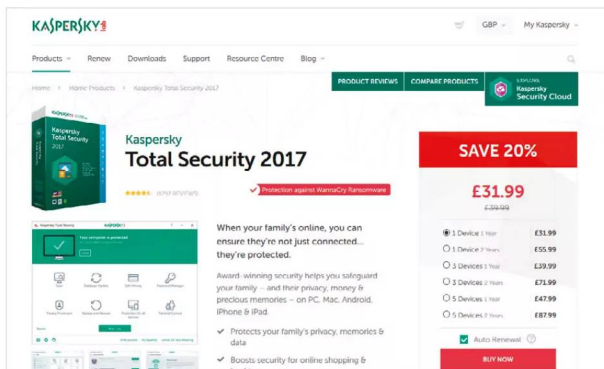 KASPERSKY
GBP
My Kaspersky
Products
Renew
Downloads
Support
Resource Centre
Blog
Home
Home Products
Kaspersky Total Security 2017
PRODUCT REVIEWS
COMPARE PRODUCTS
EXPLORE
Kaspersky
Security Cloud
Kaspersky
Total Security
2017
Kaspersky
Total Security 2017
Protection against WannaCry Ransomware
When your family's online, you can
ensure they're not just connected...
they're protected.
Award-winning security helps you safeguard
your family – and their privacy, money &
precious memories – on PC, Mac, Android,
iPhone & iPad.
Protects your family's privacy, memories &
data
Boosts security for online shopping &
SAVE 20%
£31.99
£39.99
1 Device 1 Year £31.99
1 Device 2 Years £55.99
3 Devices 1 Year £39.99
3 Devices 2 Years £71.99
5 Devices 1 Year £47.99
5 Devices 2 Years £87.99
Auto Renewal
BUY NOW